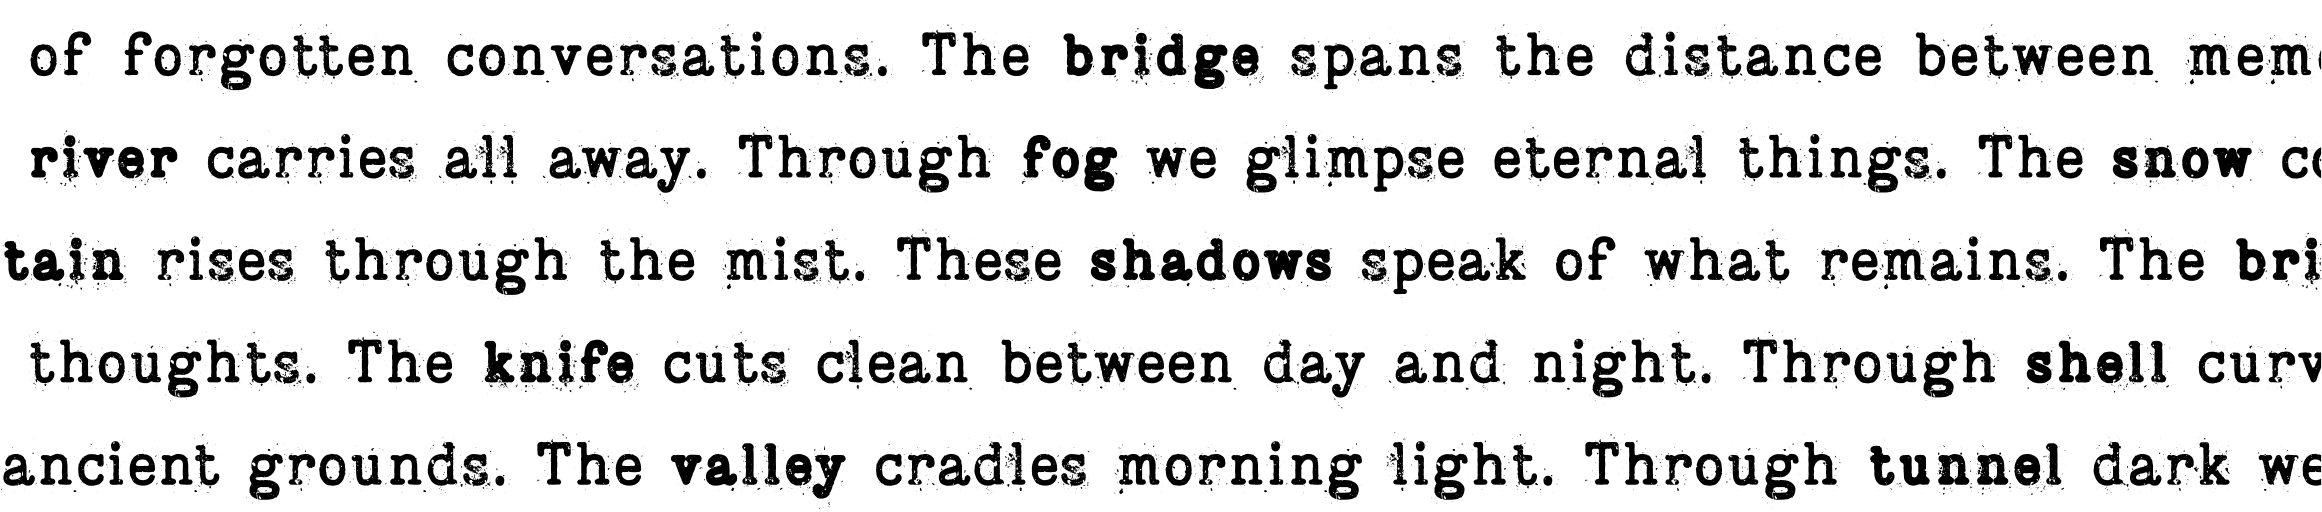 of forgotten conversations. The bridge spans the distance between mem
river carries all away. Through fog we glimpse eternal things. The snow co
tain rises through the mist. These shadows speak of what remains. The bri
thoughts. The knife cuts clean between day and night. Through shell curv
ancient grounds. The valley cradles morning light. Through tunnel dark we